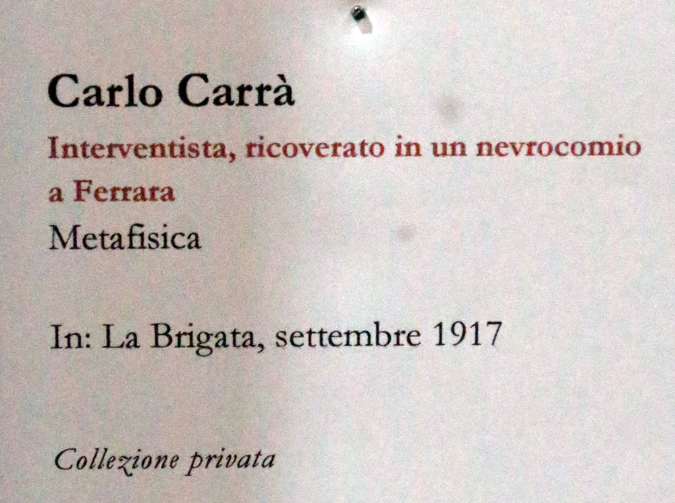 Carlo Carrà
Interventista, ricoverato in un nevrocomio
a Ferrara
Metafisica
In: La Brigata, settembre 1917
Collezione privata